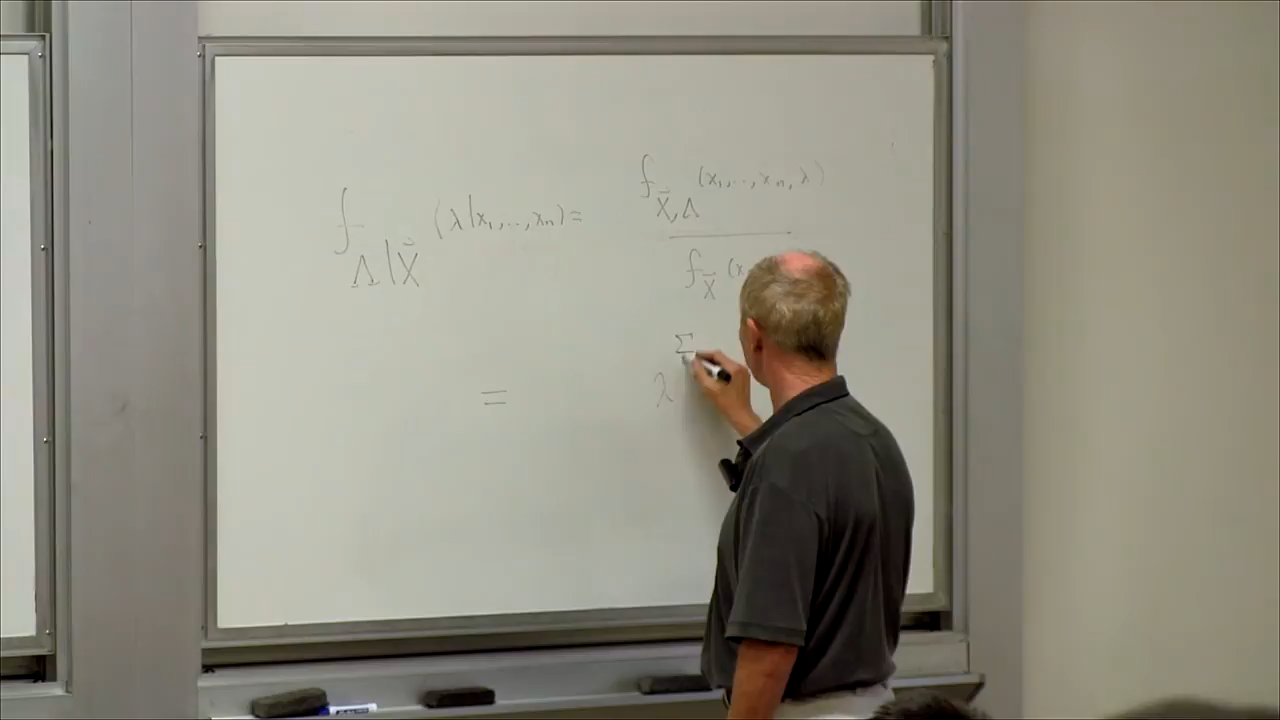 f_{Λ|X⃗} (λ|x₁,...,xₙ) = f_{X⃗,Λ} (x₁,...,xₙ,λ)
f_{X⃗} (x
= λ^Σ